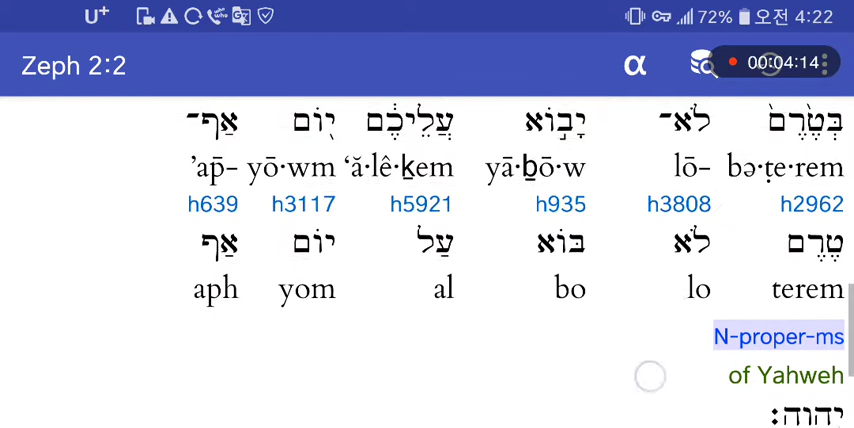 U+ 72% 오전 4:22
Zeph 2:2 α 00:04:14
בְּטֶ֙רֶם֙ לֹא־ יָב֣וֹא עֲלֵיכֶ֔ם י֖וֹם אַף־
’ap̄- yō·wm ‘ă·lê·ḵem yā·ḇō·w lō- bə·ṭe·rem
h639 h3117 h5921 h935 h3808 h2962
טֶרֶם לֹא בּוֹא עַל יוֹם אַף
aph yom al bo lo terem
N-proper-ms
of Yahweh
יְהוָֽה׃